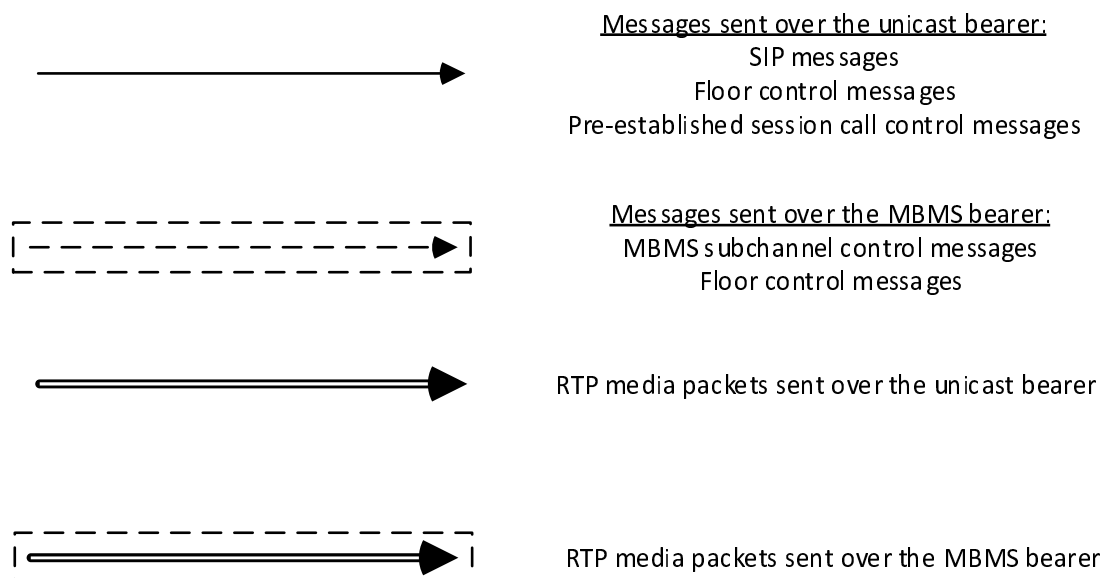 Messages sent over the unicast bearer:
SIP messages
Floor control messages
Pre-established session call control messages
Messages sent over the MBMS bearer:
MBMS subchannel control messages
Floor control messages
RTP media packets sent over the unicast bearer
RTP media packets sent over the MBMS bearer